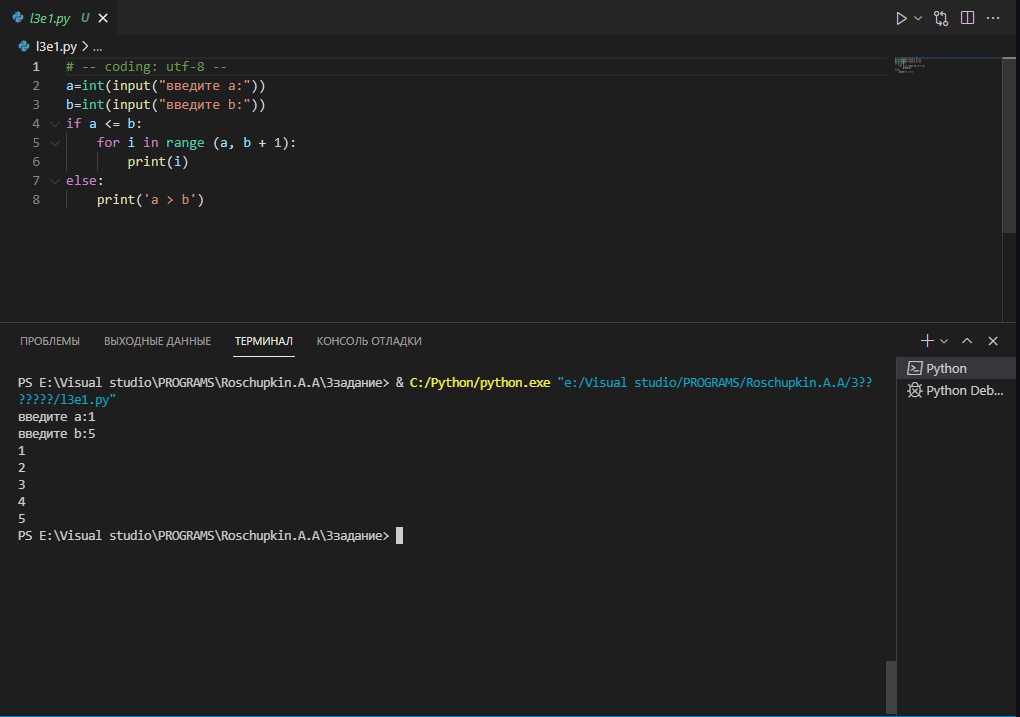 l3e1.py U
l3e1.py > ...
1 # -- coding: utf-8 --
2 a=int(input("введите a:"))
3 b=int(input("введите b:"))
4 if a <= b:
5 for i in range (a, b + 1):
6 print(i)
7 else:
8 print('a > b')
ПРОБЛЕМЫ ВЫХОДНЫЕ ДАННЫЕ ТЕРМИНАЛ КОНСОЛЬ ОТЛАДКИ
PS E:\Visual studio\PROGRAMS\Roschupkin.A.A\3задание> & C:/Python/python.exe "e:/Visual studio/PROGRAMS/Roschupkin.A.A/3??
?????/l3e1.py"
введите a:1
введите b:5
1
2
3
4
5
PS E:\Visual studio\PROGRAMS\Roschupkin.A.A\3задание>
Python
Python Deb...